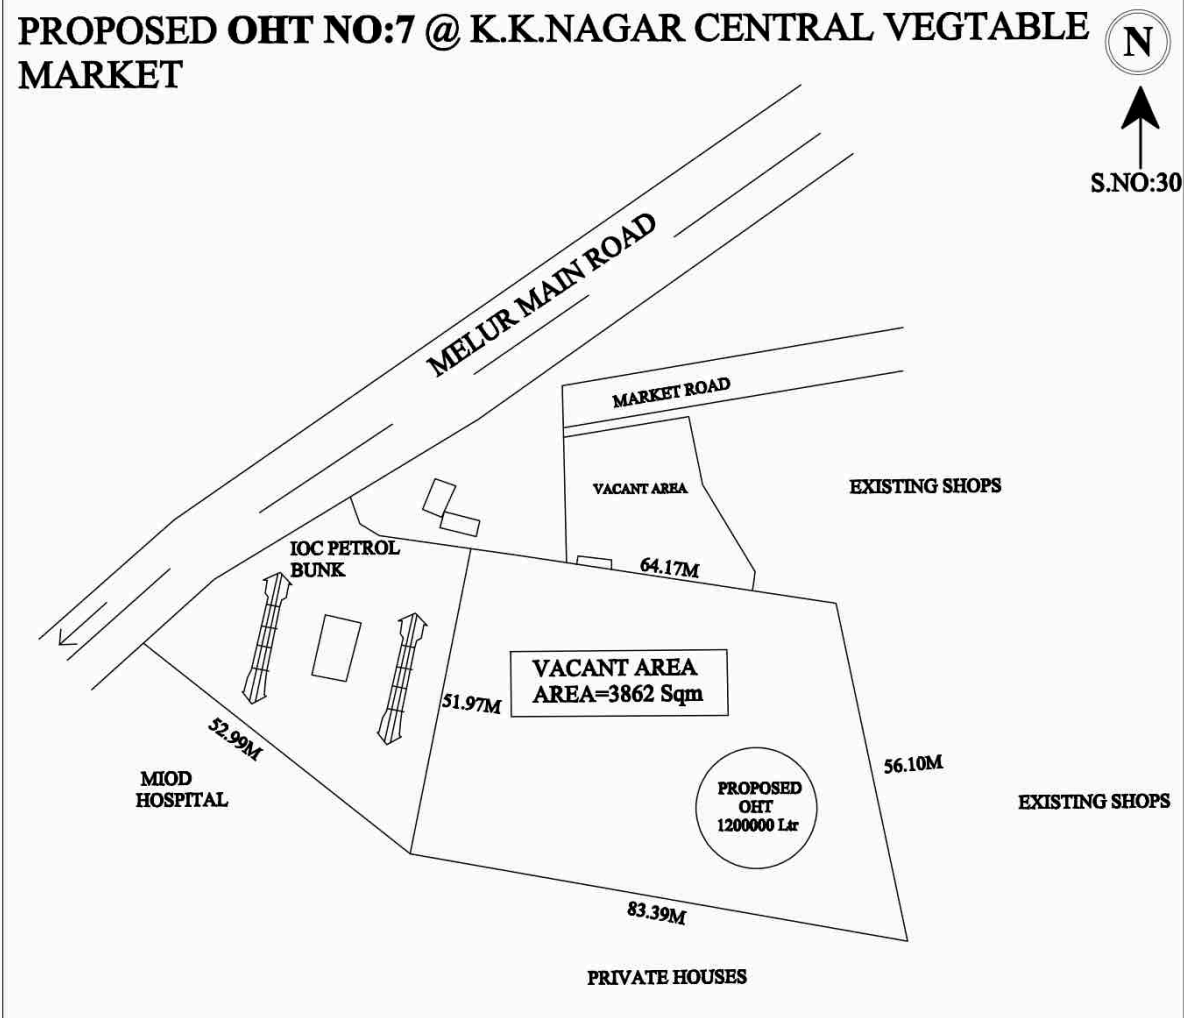 PROPOSED OHT NO:7 @ K.K.NAGAR CENTRAL VEGTABLE
MARKET
N
S.NO:30
MELUR MAIN ROAD
MARKET ROAD
VACANT AREA
EXISTING SHOPS
IOC PETROL
BUNK
64.17M
VACANT AREA
AREA=3862 Sqm
51.97M
52.99M
56.10M
MIOD
HOSPITAL
PROPOSED
OHT
1200000 Ltr
EXISTING SHOPS
83.39M
PRIVATE HOUSES